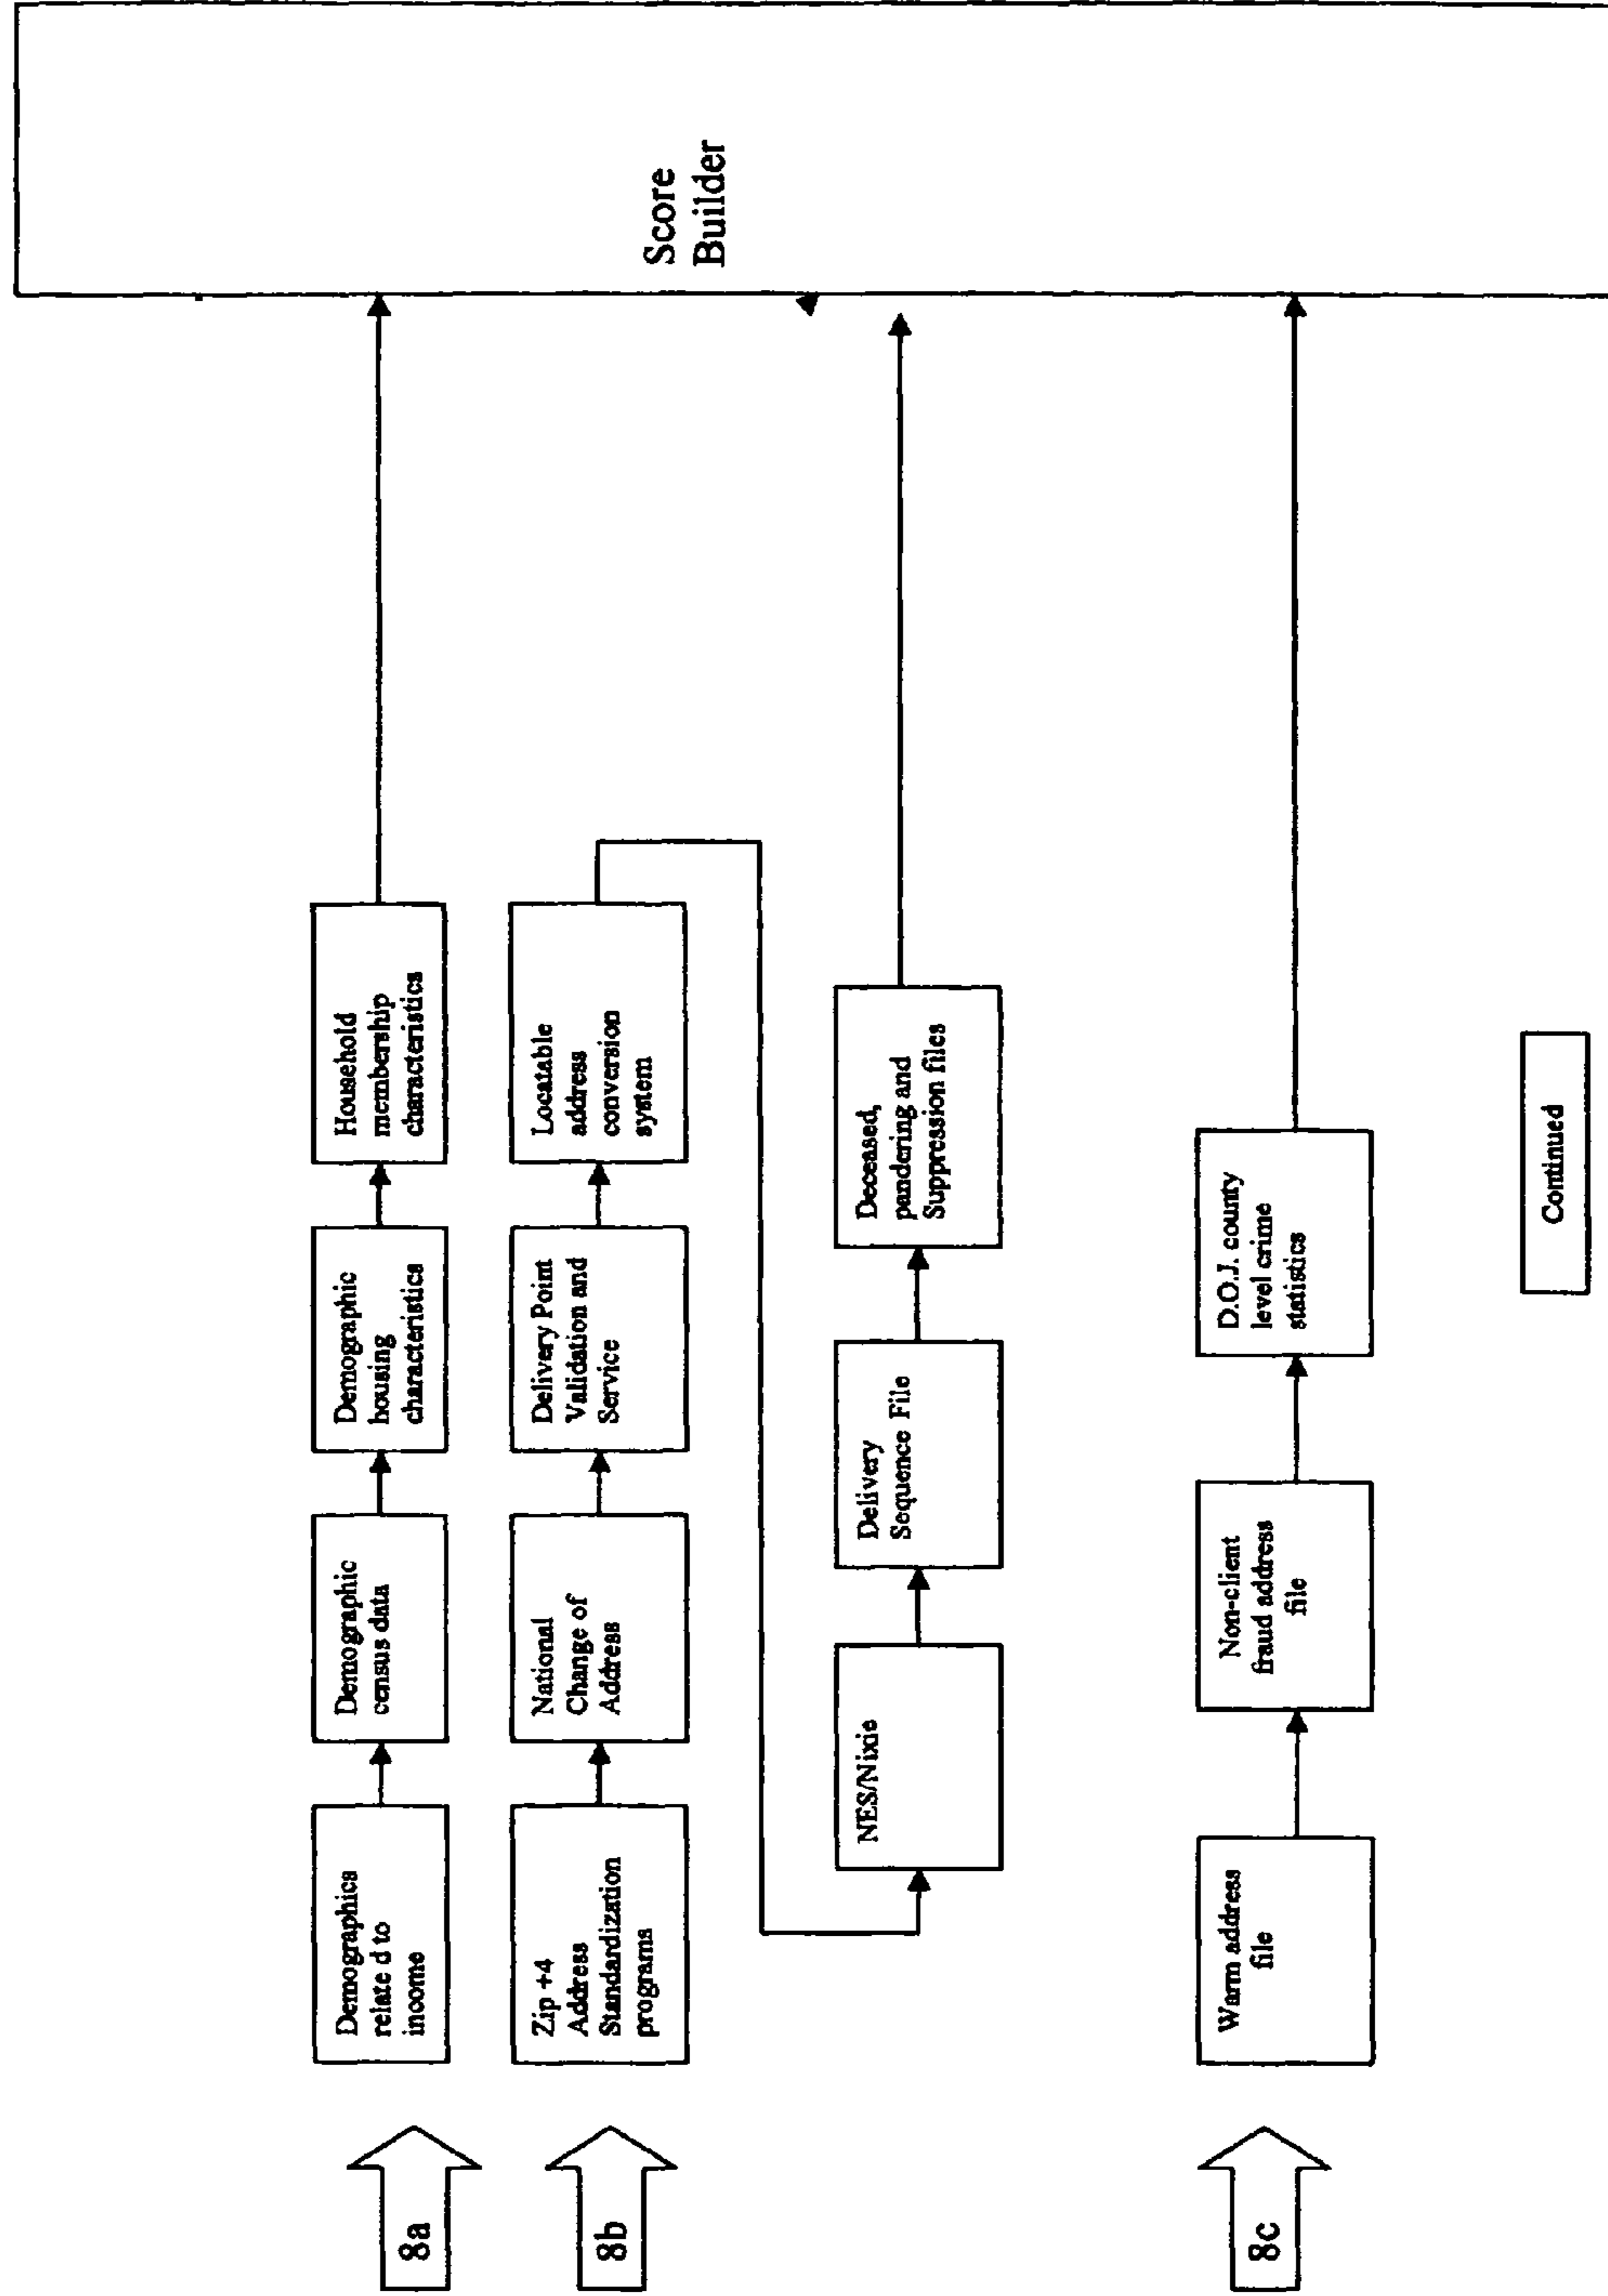 8a
Demographics
relate d to
income
Demographic
census data
Demographic
housing
characteristics
Household
membership
characteristics
8b
Zip +4
Address
Standardization
programs
National
Change of
Address
Delivery Point
Validation and
Service
Locatable
address
conversion
system
NES/Nixie
Delivery
Sequence File
Deceased,
pandering and
Suppression files
8c
Warm address
file
Non-client
fraud address
file
D.O.J. county
level crime
statistics
Score
Builder
Continued